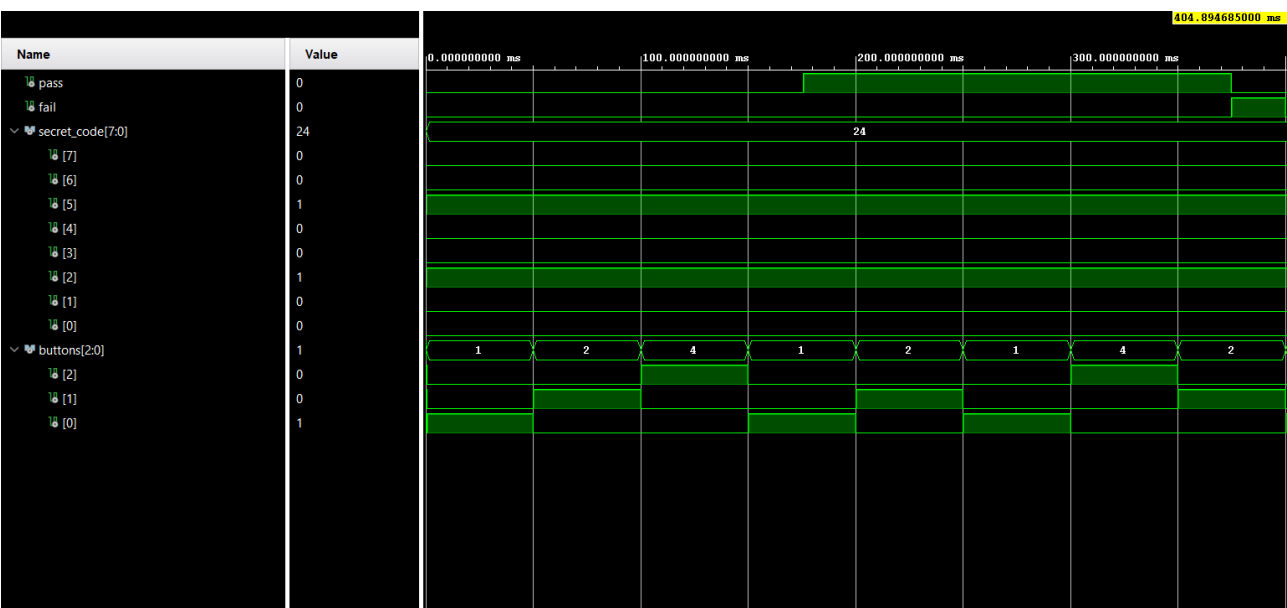 404.894685000 ms
Name Value
0.000000000 ms 100.000000000 ms 200.000000000 ms 300.000000000 ms
pass 0
fail 0
secret_code[7:0] 24 24
[7] 0
[6] 0
[5] 1
[4] 0
[3] 0
[2] 1
[1] 0
[0] 0
buttons[2:0] 1 1 2 4 1 2 1 4 2
[2] 0
[1] 0
[0] 1